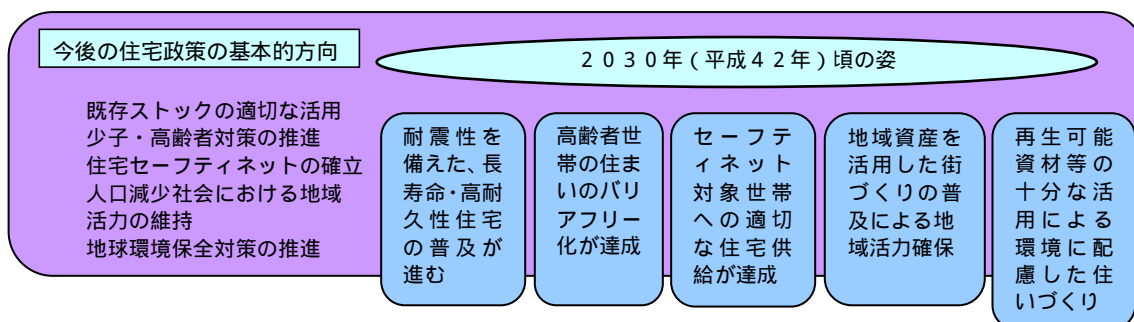 今後の住宅政策の基本的方向
２０３０年（平成４２年）頃の姿
既存ストックの適切な活用
少子・高齢者対策の推進
住宅セーフティネットの確立
人口減少社会における地域
活力の維持
地球環境保全対策の推進
耐震性を
備えた、長
寿命・高耐
久性住宅
の普及が
進む
高齢者世
帯の住ま
いのバリ
アフリー
化が達成
セーフテ
ィネット
対象世帯
への適切
な住宅供
給が達成
地域資産を
活用した街
づくりの普
及による地
域活力確保
再生可能
資材等の
十分な活
用による
環境に配
慮した住
いづくり